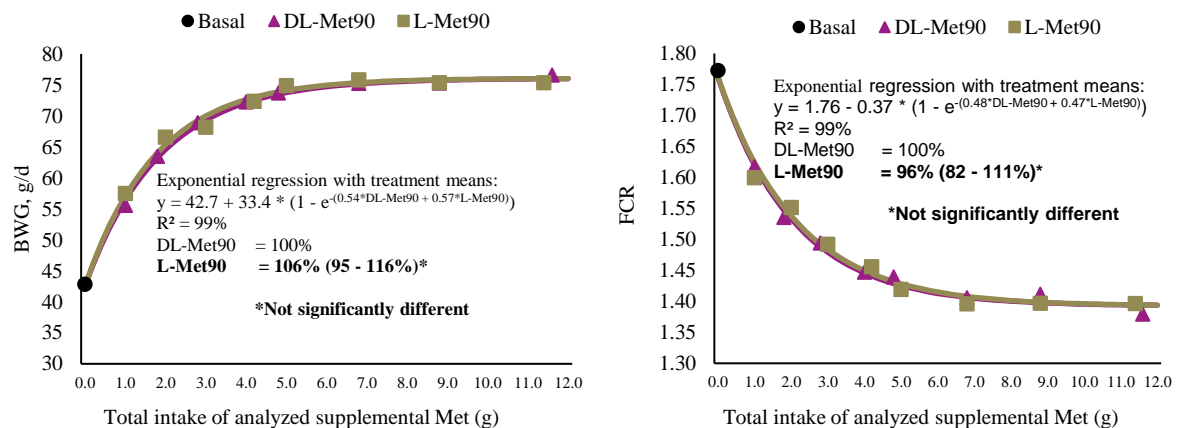 Basal DL-Met90 L-Met90
BWG, g/d
80
75
70
65
60
55
50
45
40
35
30
Exponential regression with treatment means:
y = 42.7 + 33.4 * (1 - e-(0.54*DL-Met90 + 0.57*L-Met90))
R² = 99%
DL-Met90 = 100%
L-Met90 = 106% (95 - 116%)*
*Not significantly different
0.0 1.0 2.0 3.0 4.0 5.0 6.0 7.0 8.0 9.0 10.0 11.0 12.0
Total intake of analyzed supplemental Met (g)
Basal DL-Met90 L-Met90
FCR
1.80
1.75
1.70
1.65
1.60
1.55
1.50
1.45
1.40
1.35
1.30
Exponential regression with treatment means:
y = 1.76 - 0.37 * (1 - e-(0.48*DL-Met90 + 0.47*L-Met90))
R² = 99%
DL-Met90 = 100%
L-Met90 = 96% (82 - 111%)*
*Not significantly different
0.0 1.0 2.0 3.0 4.0 5.0 6.0 7.0 8.0 9.0 10.0 11.0 12.0
Total intake of analyzed supplemental Met (g)